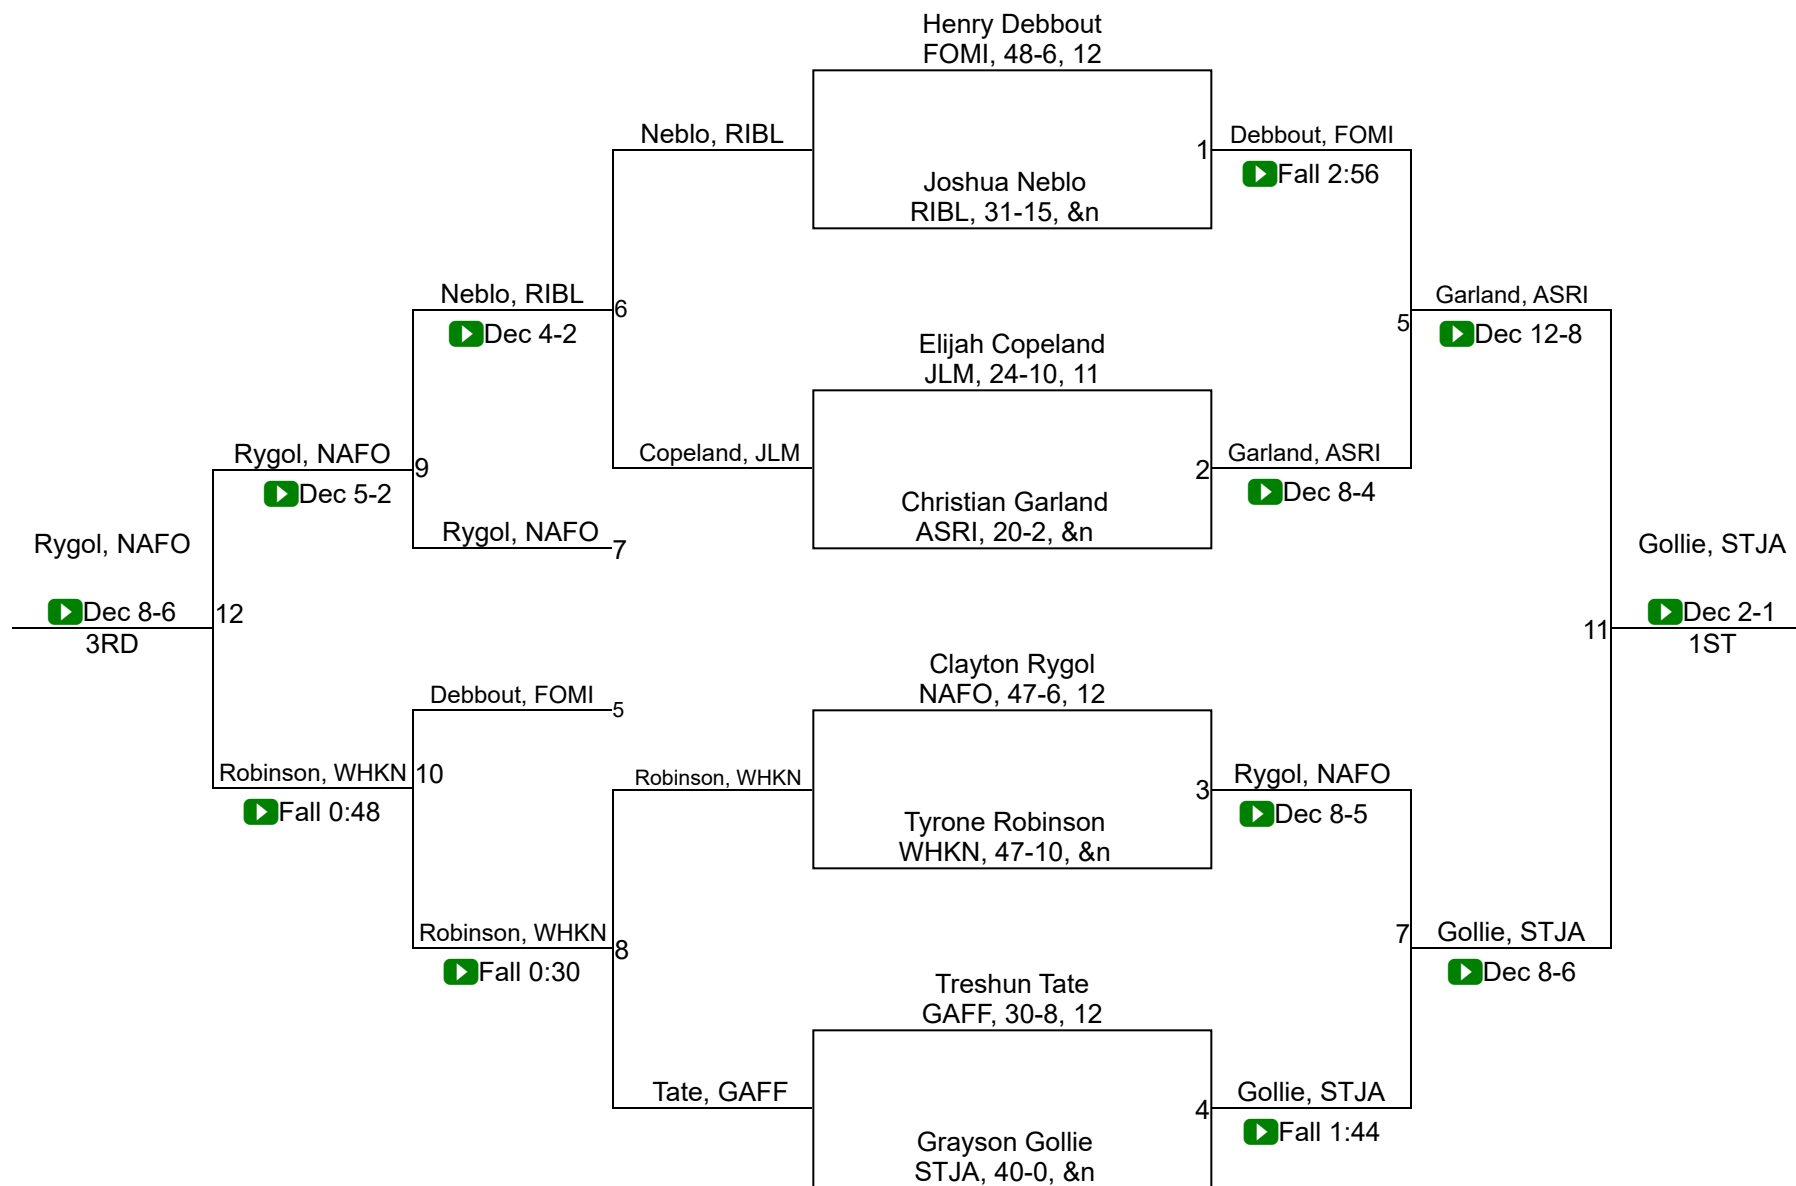 Henry Debbout
FOMI, 48-6, 12
Neblo, RIBL
1
Debbout, FOMI
Fall 2:56
Joshua Neblo
RIBL, 31-15, &n
Neblo, RIBL
6
Dec 4-2
Garland, ASRI
5
Dec 12-8
Elijah Copeland
JLM, 24-10, 11
Rygol, NAFO
9
Dec 5-2
Copeland, JLM
2
Garland, ASRI
Dec 8-4
Christian Garland
ASRI, 20-2, &n
Rygol, NAFO
7
Rygol, NAFO
Dec 8-6
12
3RD
Gollie, STJA
11
Dec 2-1
1ST
Clayton Rygol
NAFO, 47-6, 12
Debbout, FOMI
5
Robinson, WHKN
10
Fall 0:48
Robinson, WHKN
3
Rygol, NAFO
Dec 8-5
Tyrone Robinson
WHKN, 47-10, &n
Robinson, WHKN
8
Fall 0:30
7
Gollie, STJA
Dec 8-6
Treshun Tate
GAFF, 30-8, 12
Tate, GAFF
4
Gollie, STJA
Fall 1:44
Grayson Gollie
STJA, 40-0, &n